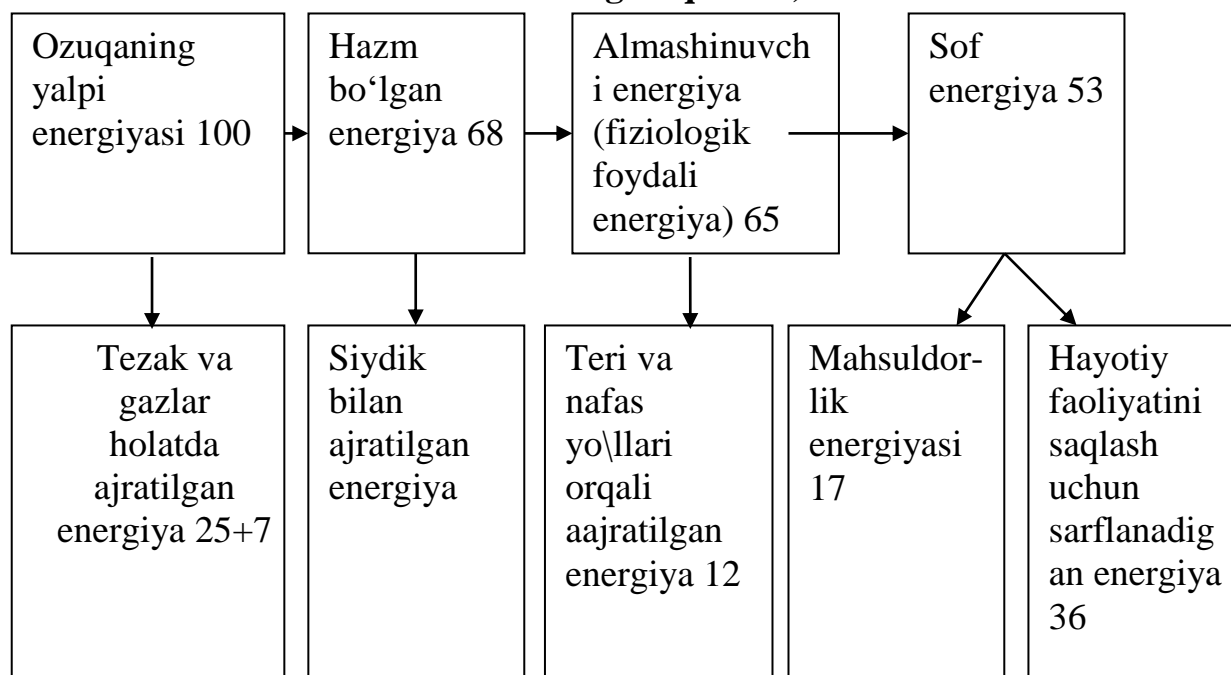 Ozuqaning
yalpi
energiyasi 100
Hazm
bo‘lgan
energiya 68
Almashinuvch
i energiya
(fiziologik
foydali
energiya) 65
Sof
energiya 53
Tezak va
gazlar
holatda
ajratilgan
energiya 25+7
Siydik
bilan
ajratilgan
energiya
Teri va
nafas
yo\llari
orqali
aajratilgan
energiya 12
Mahsuldor-
lik
energiyasi
17
Hayotiy
faoliyatini
saqlash
uchun
sarflanadig
an energiya
36